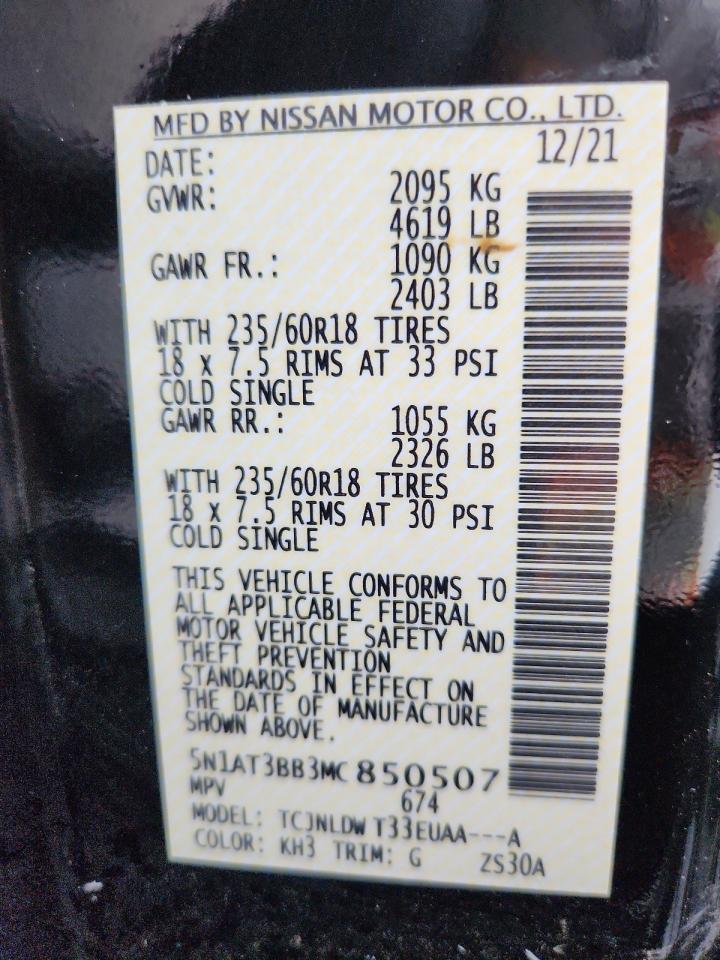 MFD BY NISSAN MOTOR CO., LTD.
DATE: 12/21
GVWR: 2095 KG
4619 LB
GAWR FR.: 1090 KG
2403 LB
WITH 235/60R18 TIRES
18 x 7.5 RIMS AT 33 PSI
COLD SINGLE
GAWR RR.: 1055 KG
2326 LB
WITH 235/60R18 TIRES
18 x 7.5 RIMS AT 30 PSI
COLD SINGLE
THIS VEHICLE CONFORMS TO
ALL APPLICABLE FEDERAL
MOTOR VEHICLE SAFETY AND
THEFT PREVENTION
STANDARDS IN EFFECT ON
THE DATE OF MANUFACTURE
SHOWN ABOVE.
5N1AT3BB3MC850507
MPV 674
MODEL: TCJNLDW T33EUAA---A
COLOR: KH3 TRIM: G ZS30A